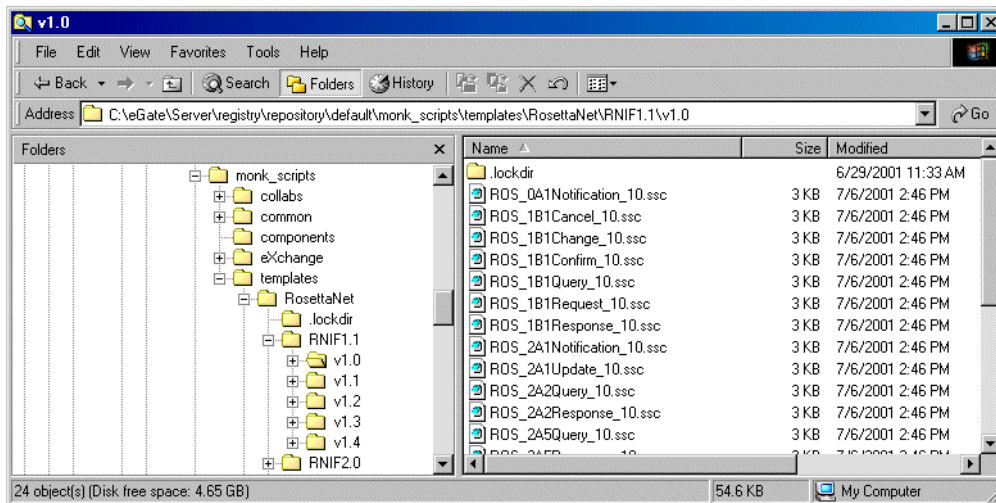 v1.0
File Edit View Favorites Tools Help
Back Search Folders History
Address C:\eGate\Server\registry\repository\default\monk_scripts\templates\RosettaNet\RNIF1.1\v1.0 Go
Folders
monk_scripts
collabs
common
components
eXchange
templates
RosettaNet
.lockdir
RNIF1.1
v1.0
v1.1
v1.2
v1.3
v1.4
RNIF2.0
Name Size Modified
.lockdir 6/29/2001 11:33 AM
ROS_0A1Notification_10.ssc 3 KB 7/6/2001 2:46 PM
ROS_1B1Cancel_10.ssc 3 KB 7/6/2001 2:46 PM
ROS_1B1Change_10.ssc 3 KB 7/6/2001 2:46 PM
ROS_1B1Confirm_10.ssc 3 KB 7/6/2001 2:46 PM
ROS_1B1Query_10.ssc 3 KB 7/6/2001 2:46 PM
ROS_1B1Request_10.ssc 3 KB 7/6/2001 2:46 PM
ROS_1B1Response_10.ssc 3 KB 7/6/2001 2:46 PM
ROS_2A1Notification_10.ssc 3 KB 7/6/2001 2:46 PM
ROS_2A1Update_10.ssc 3 KB 7/6/2001 2:46 PM
ROS_2A2Query_10.ssc 3 KB 7/6/2001 2:46 PM
ROS_2A2Response_10.ssc 3 KB 7/6/2001 2:46 PM
ROS_2A5Query_10.ssc 3 KB 7/6/2001 2:46 PM
24 object(s) (Disk free space: 4.65 GB) 54.6 KB My Computer